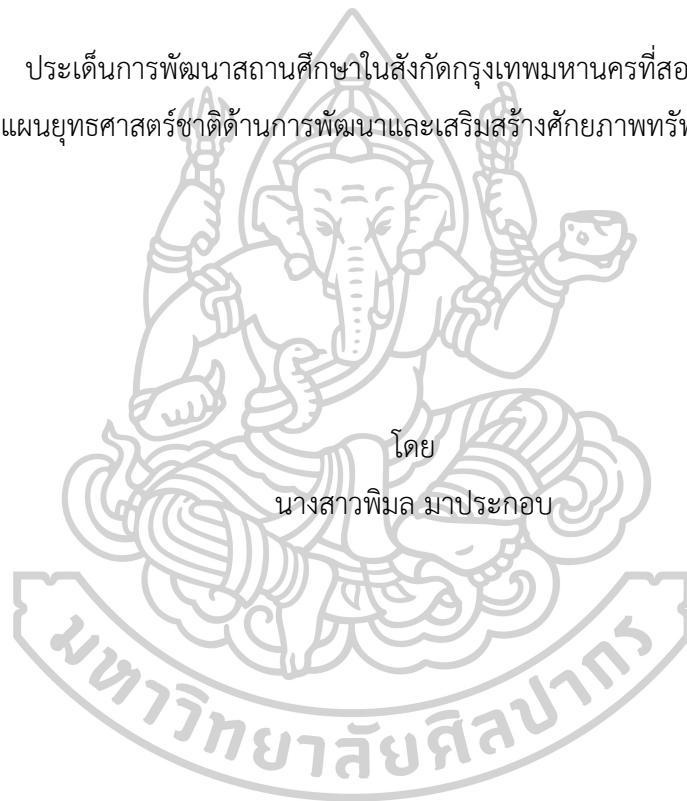 ประเด็นการพัฒนาสถานศึกษาในสังกัดกรุงเทพมหานครที่สอ
แผนยุทธศาสตร์ชาติด้านการพัฒนาและเสริมสร้างศักยภาพทรัพ
โดย
นางสาวพิมล มาประกอบ
มหาวิทยาลัยศิลปากร